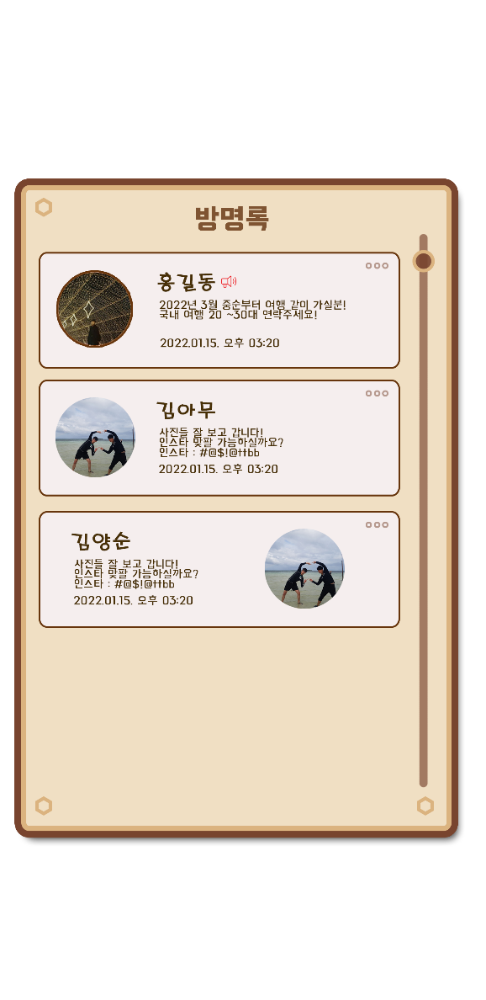 방명록
홍길동
2022년 3월 중순부터 여행 같이 가실분!
국내 여행 20 ~30대 연락주세요!
2022.01.15. 오후 03:20
김아무
사진들 잘 보고 갑니다!
인스타 맞팔 가능하실까요?
인스타 : #@$!@ttbb
2022.01.15. 오후 03:20
김양순
사진들 잘 보고 갑니다!
인스타 맞팔 가능하실까요?
인스타 : #@$!@ttbb
2022.01.15. 오후 03:20